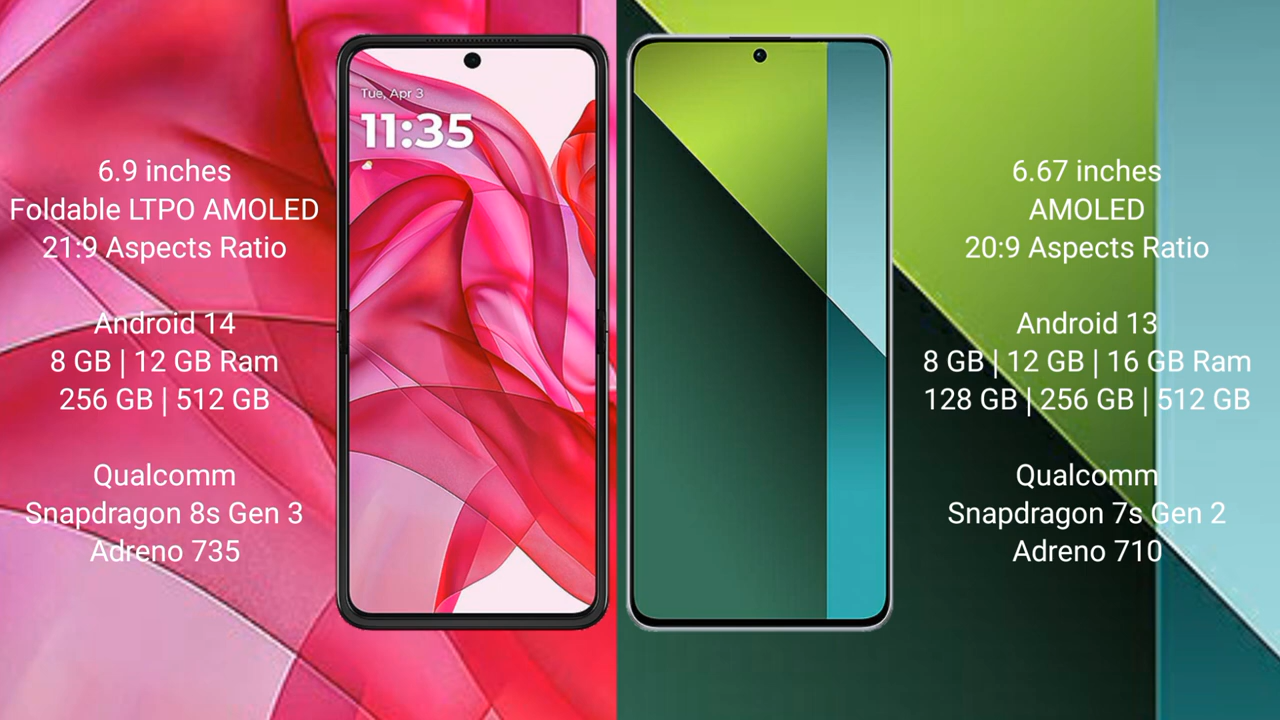 6.9 inches
Foldable LTPO AMOLED
21:9 Aspects Ratio
Android 14
8 GB | 12 GB Ram
256 GB | 512 GB
Qualcomm
Snapdragon 8s Gen 3
Adreno 735
Tue, Apr 3
11:35
6.67 inches
AMOLED
20:9 Aspects Ratio
Android 13
8 GB | 12 GB | 16 GB Ram
128 GB | 256 GB | 512 GB
Qualcomm
Snapdragon 7s Gen 2
Adreno 710